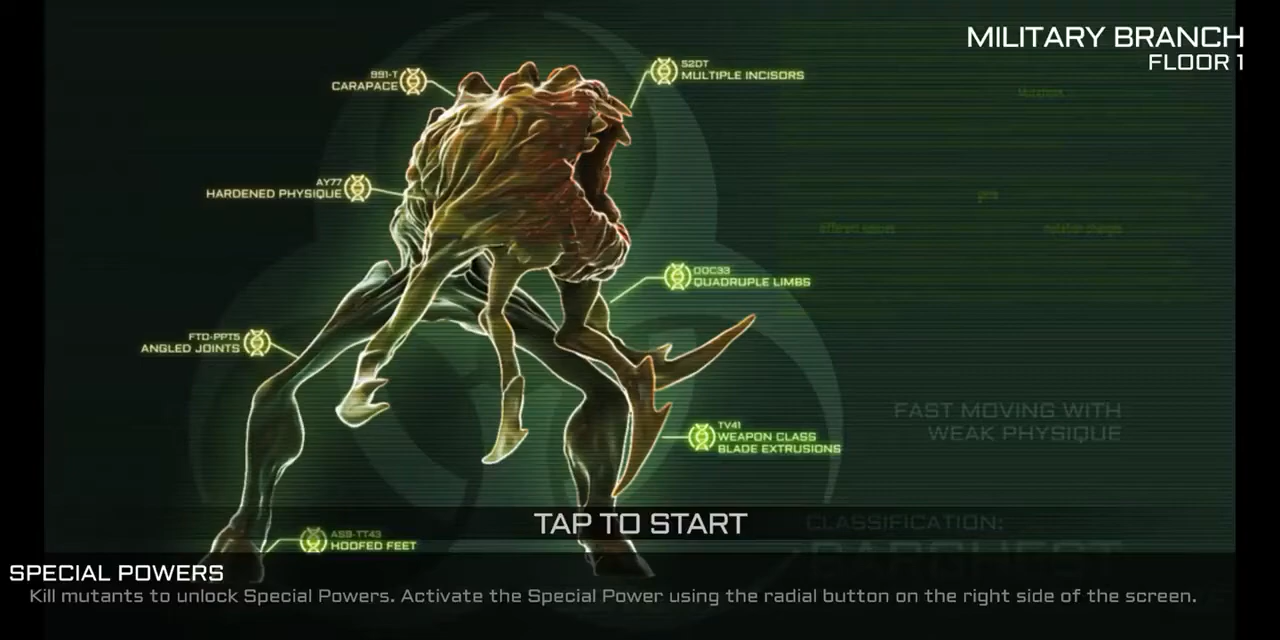 MILITARY BRANCH
FLOOR 1
991-T
CARAPACE
S2DT
MULTIPLE INCISORS
AY77
HARDENED PHYSIQUE
DOC33
QUADRUPLE LIMBS
FTO-PPT5
ANGLED JOINTS
FAST MOVING WITH
WEAK PHYSIQUE
TV41
WEAPON CLASS
BLADE EXTRUSIONS
TAP TO START
CLASSIFICATION:
AS9-TT43
HOOFED FEET
SPECIAL POWERS
Kill mutants to unlock Special Powers. Activate the Special Power using the radial button on the right side of the screen.